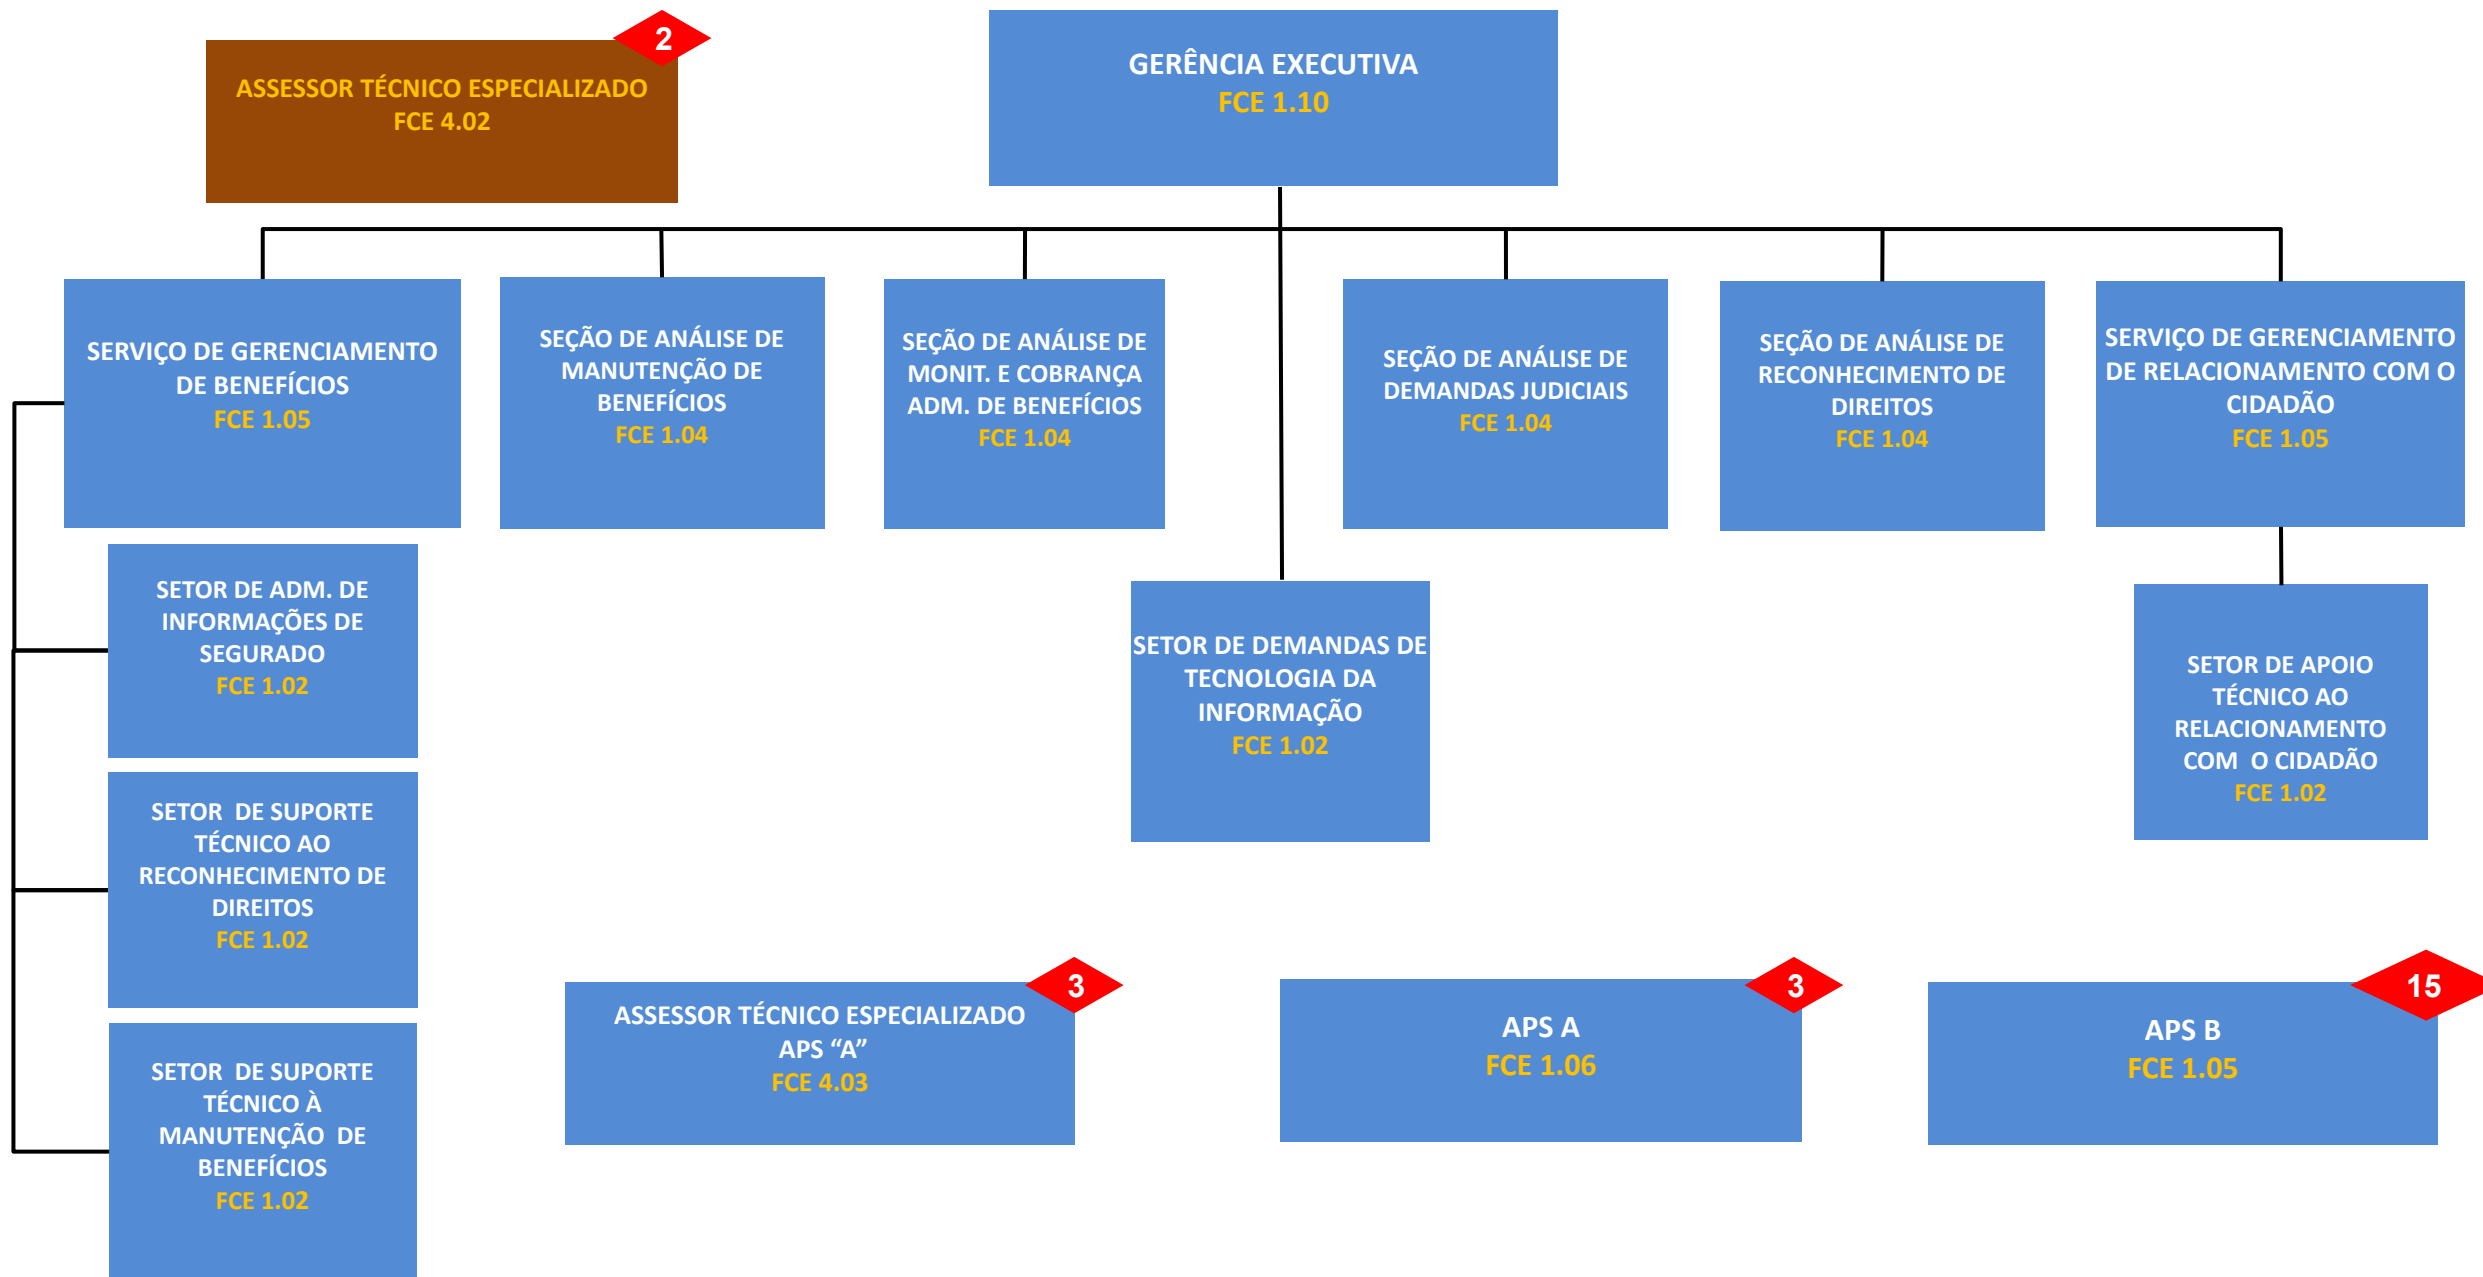 2
ASSESSOR TÉCNICO ESPECIALIZADO
FCE 4.02
GERÊNCIA EXECUTIVA
FCE 1.10
SERVIÇO DE GERENCIAMENTO
DE BENEFÍCIOS
FCE 1.05
SEÇÃO DE ANÁLISE DE
MANUTENÇÃO DE
BENEFÍCIOS
FCE 1.04
SEÇÃO DE ANÁLISE DE
MONIT. E COBRANÇA
ADM. DE BENEFÍCIOS
FCE 1.04
SEÇÃO DE ANÁLISE DE
DEMANDAS JUDICIAIS
FCE 1.04
SEÇÃO DE ANÁLISE DE
RECONHECIMENTO DE
DIREITOS
FCE 1.04
SERVIÇO DE GERENCIAMENTO
DE RELACIONAMENTO COM O
CIDADÃO
FCE 1.05
SETOR DE ADM. DE
INFORMAÇÕES DE
SEGURADO
FCE 1.02
SETOR DE DEMANDAS DE
TECNOLOGIA DA
INFORMAÇÃO
FCE 1.02
SETOR DE APOIO
TÉCNICO AO
RELACIONAMENTO
COM  O CIDADÃO
FCE 1.02
SETOR  DE SUPORTE
TÉCNICO AO
RECONHECIMENTO DE
DIREITOS
FCE 1.02
SETOR  DE SUPORTE
TÉCNICO À
MANUTENÇÃO  DE
BENEFÍCIOS
FCE 1.02
3
ASSESSOR TÉCNICO ESPECIALIZADO
APS “A”
FCE 4.03
3
APS A
FCE 1.06
15
APS B
FCE 1.05